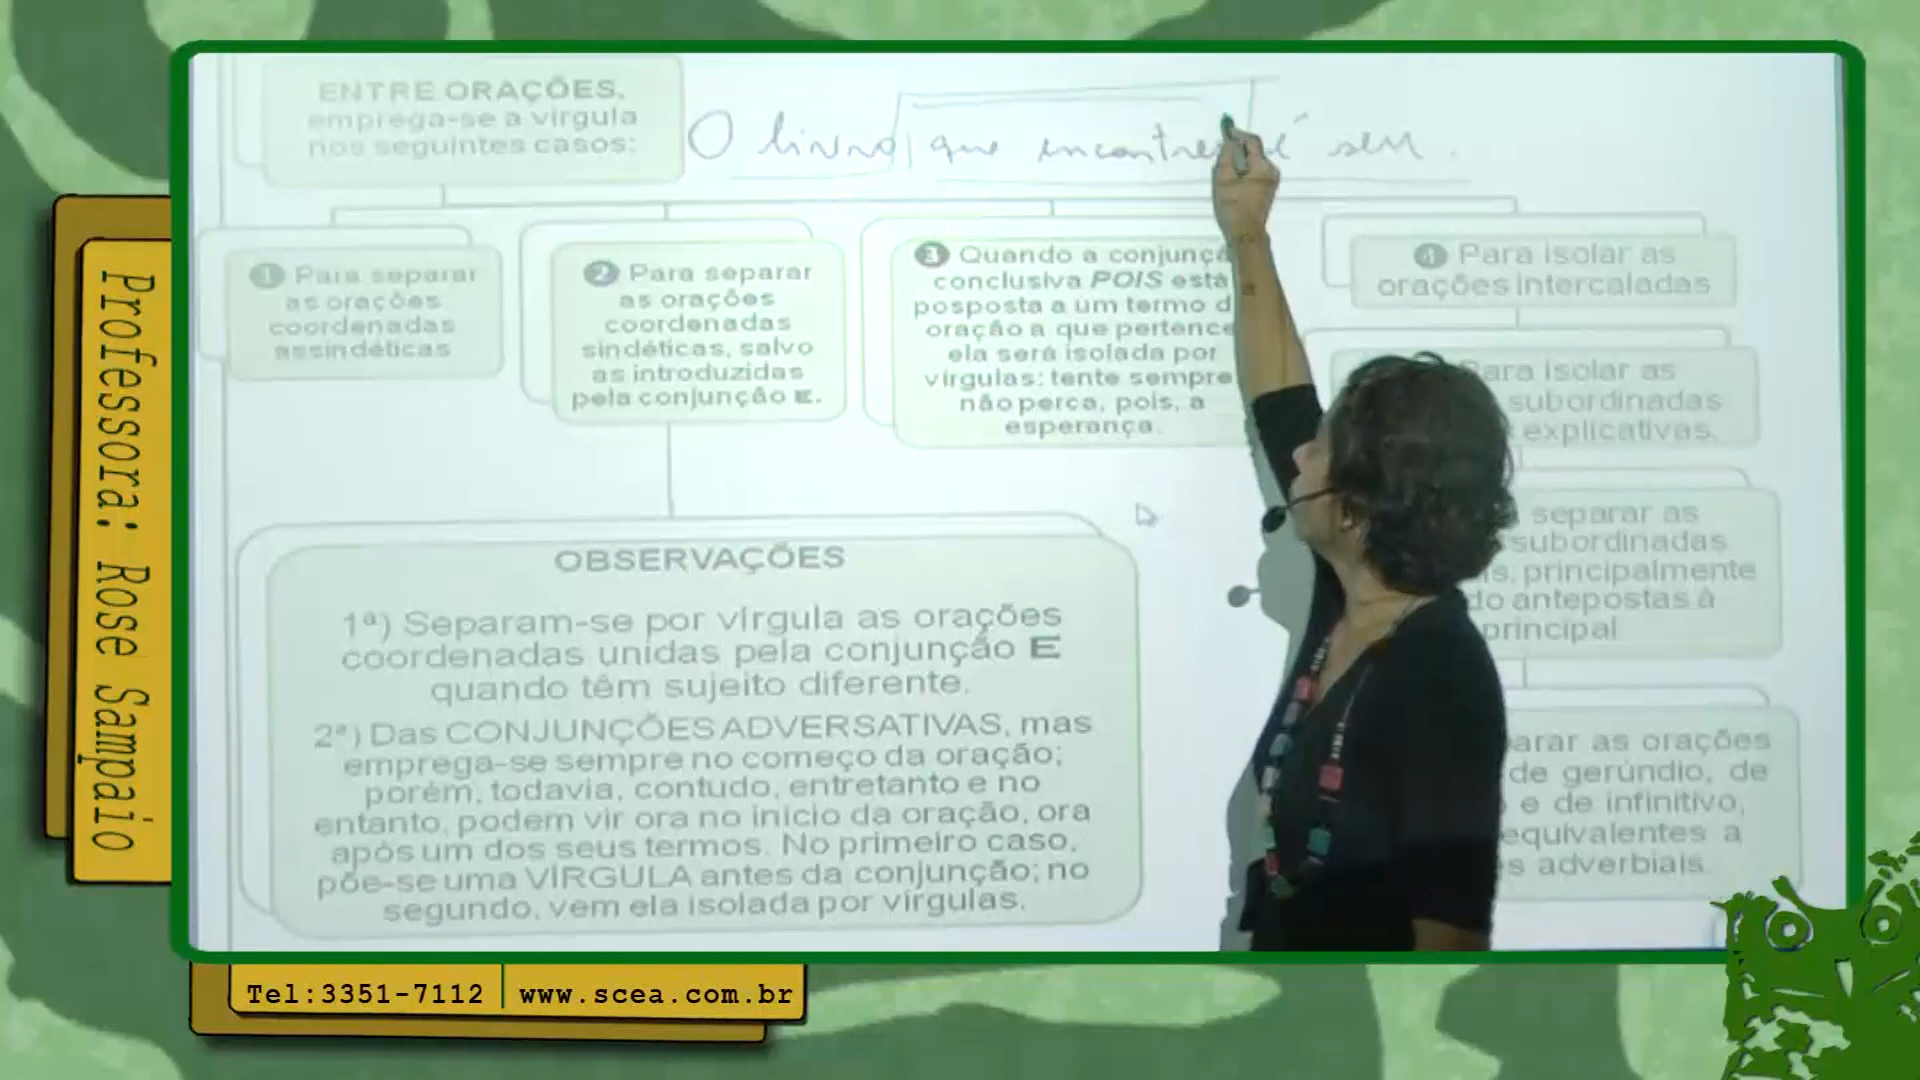 ENTRE ORAÇÕES,
emprega-se a vírgula
nos seguintes casos:
O livro que é seu.
1 Para separar
as orações
coordenadas
assindéticas
2 Para separar
as orações
coordenadas
sindéticas, salvo
as introduzidas
pela conjunção E.
3 Quando a
conclusiva POIS está
posposta a um termo
oração a que pertence
ela será isolada por
vírgulas: tente sempre
não perca, pois, a
esperança.
4 Para isolar as
orações intercaladas
Para isolar as
subordinadas
explicativas.
separar as
subordinadas
principalmente
antepostas à
principal
as orações
de gerúndio, de
e de infinitivo,
equivalentes a
adverbiais.
OBSERVAÇÕES
1ª) Separam-se por vírgula as orações
coordenadas unidas pela conjunção E
quando têm sujeito diferente.
2ª) Das CONJUNÇÕES ADVERSATIVAS, mas
emprega-se sempre no começo da oração;
porém, todavia, contudo, entretanto e no
entanto, podem vir ora no início da oração, ora
após um dos seus termos. No primeiro caso,
põe-se uma VÍRGULA antes da conjunção; no
segundo, vem ela isolada por vírgulas.
Professora: Rose Sampaio
Tel:3351-7112 www.scea.com.br